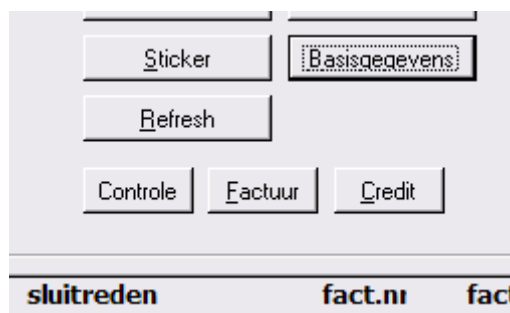 Sticker Basisgegevens
Refresh
Controle Factuur Credit
sluitreden